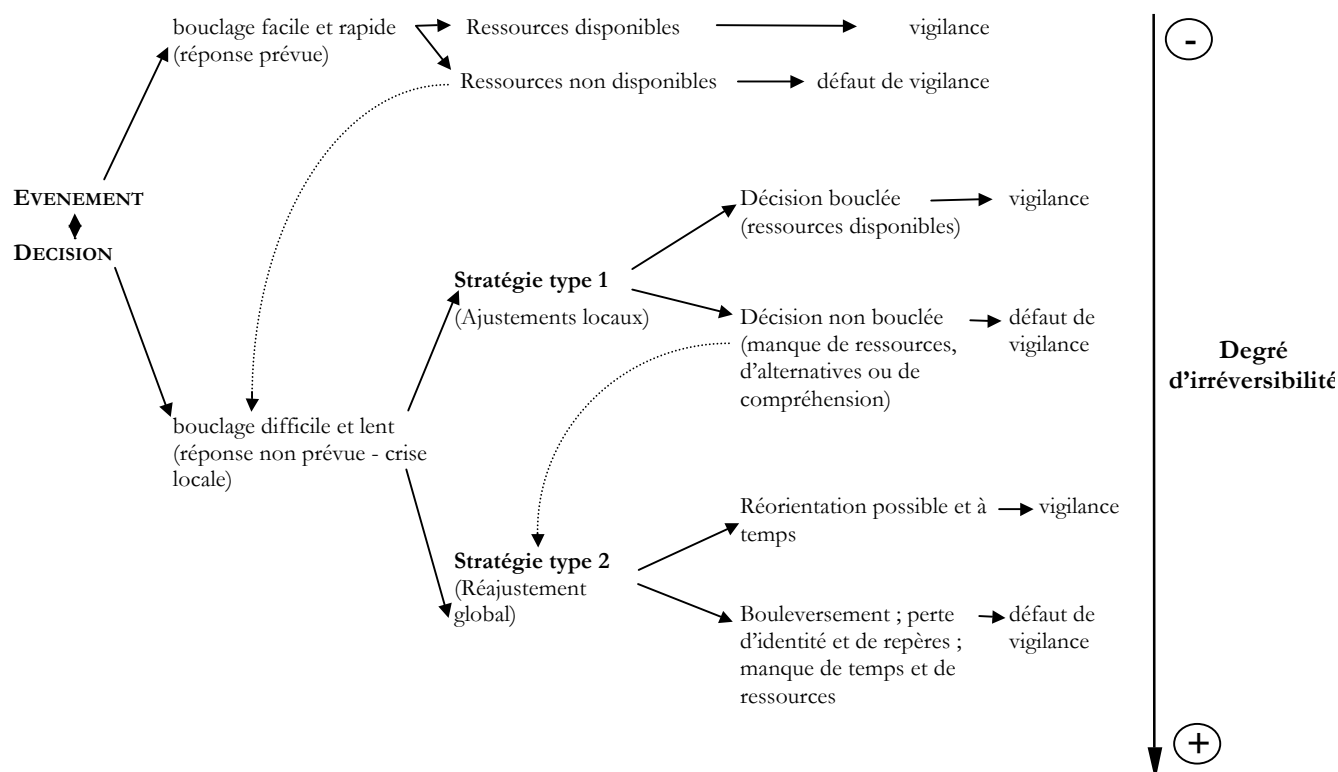 bouclage facile et rapide
(réponse prévue)
Ressources disponibles
vigilance
-
Ressources non disponibles
défaut de vigilance
EVENEMENT
DECISION
Décision bouclée
(ressources disponibles)
vigilance
Stratégie type 1
(Ajustements locaux)
Décision non bouclée
(manque de ressources,
d'alternatives ou de
compréhension)
défaut de
vigilance
Degré
d'irréversibilité
bouclage difficile et lent
(réponse non prévue - crise
locale)
Réorientation possible et à
temps
vigilance
Stratégie type 2
(Réajustement
global)
Bouleversement ; perte
d'identité et de repères ;
manque de temps et de
ressources
défaut de
vigilance
+